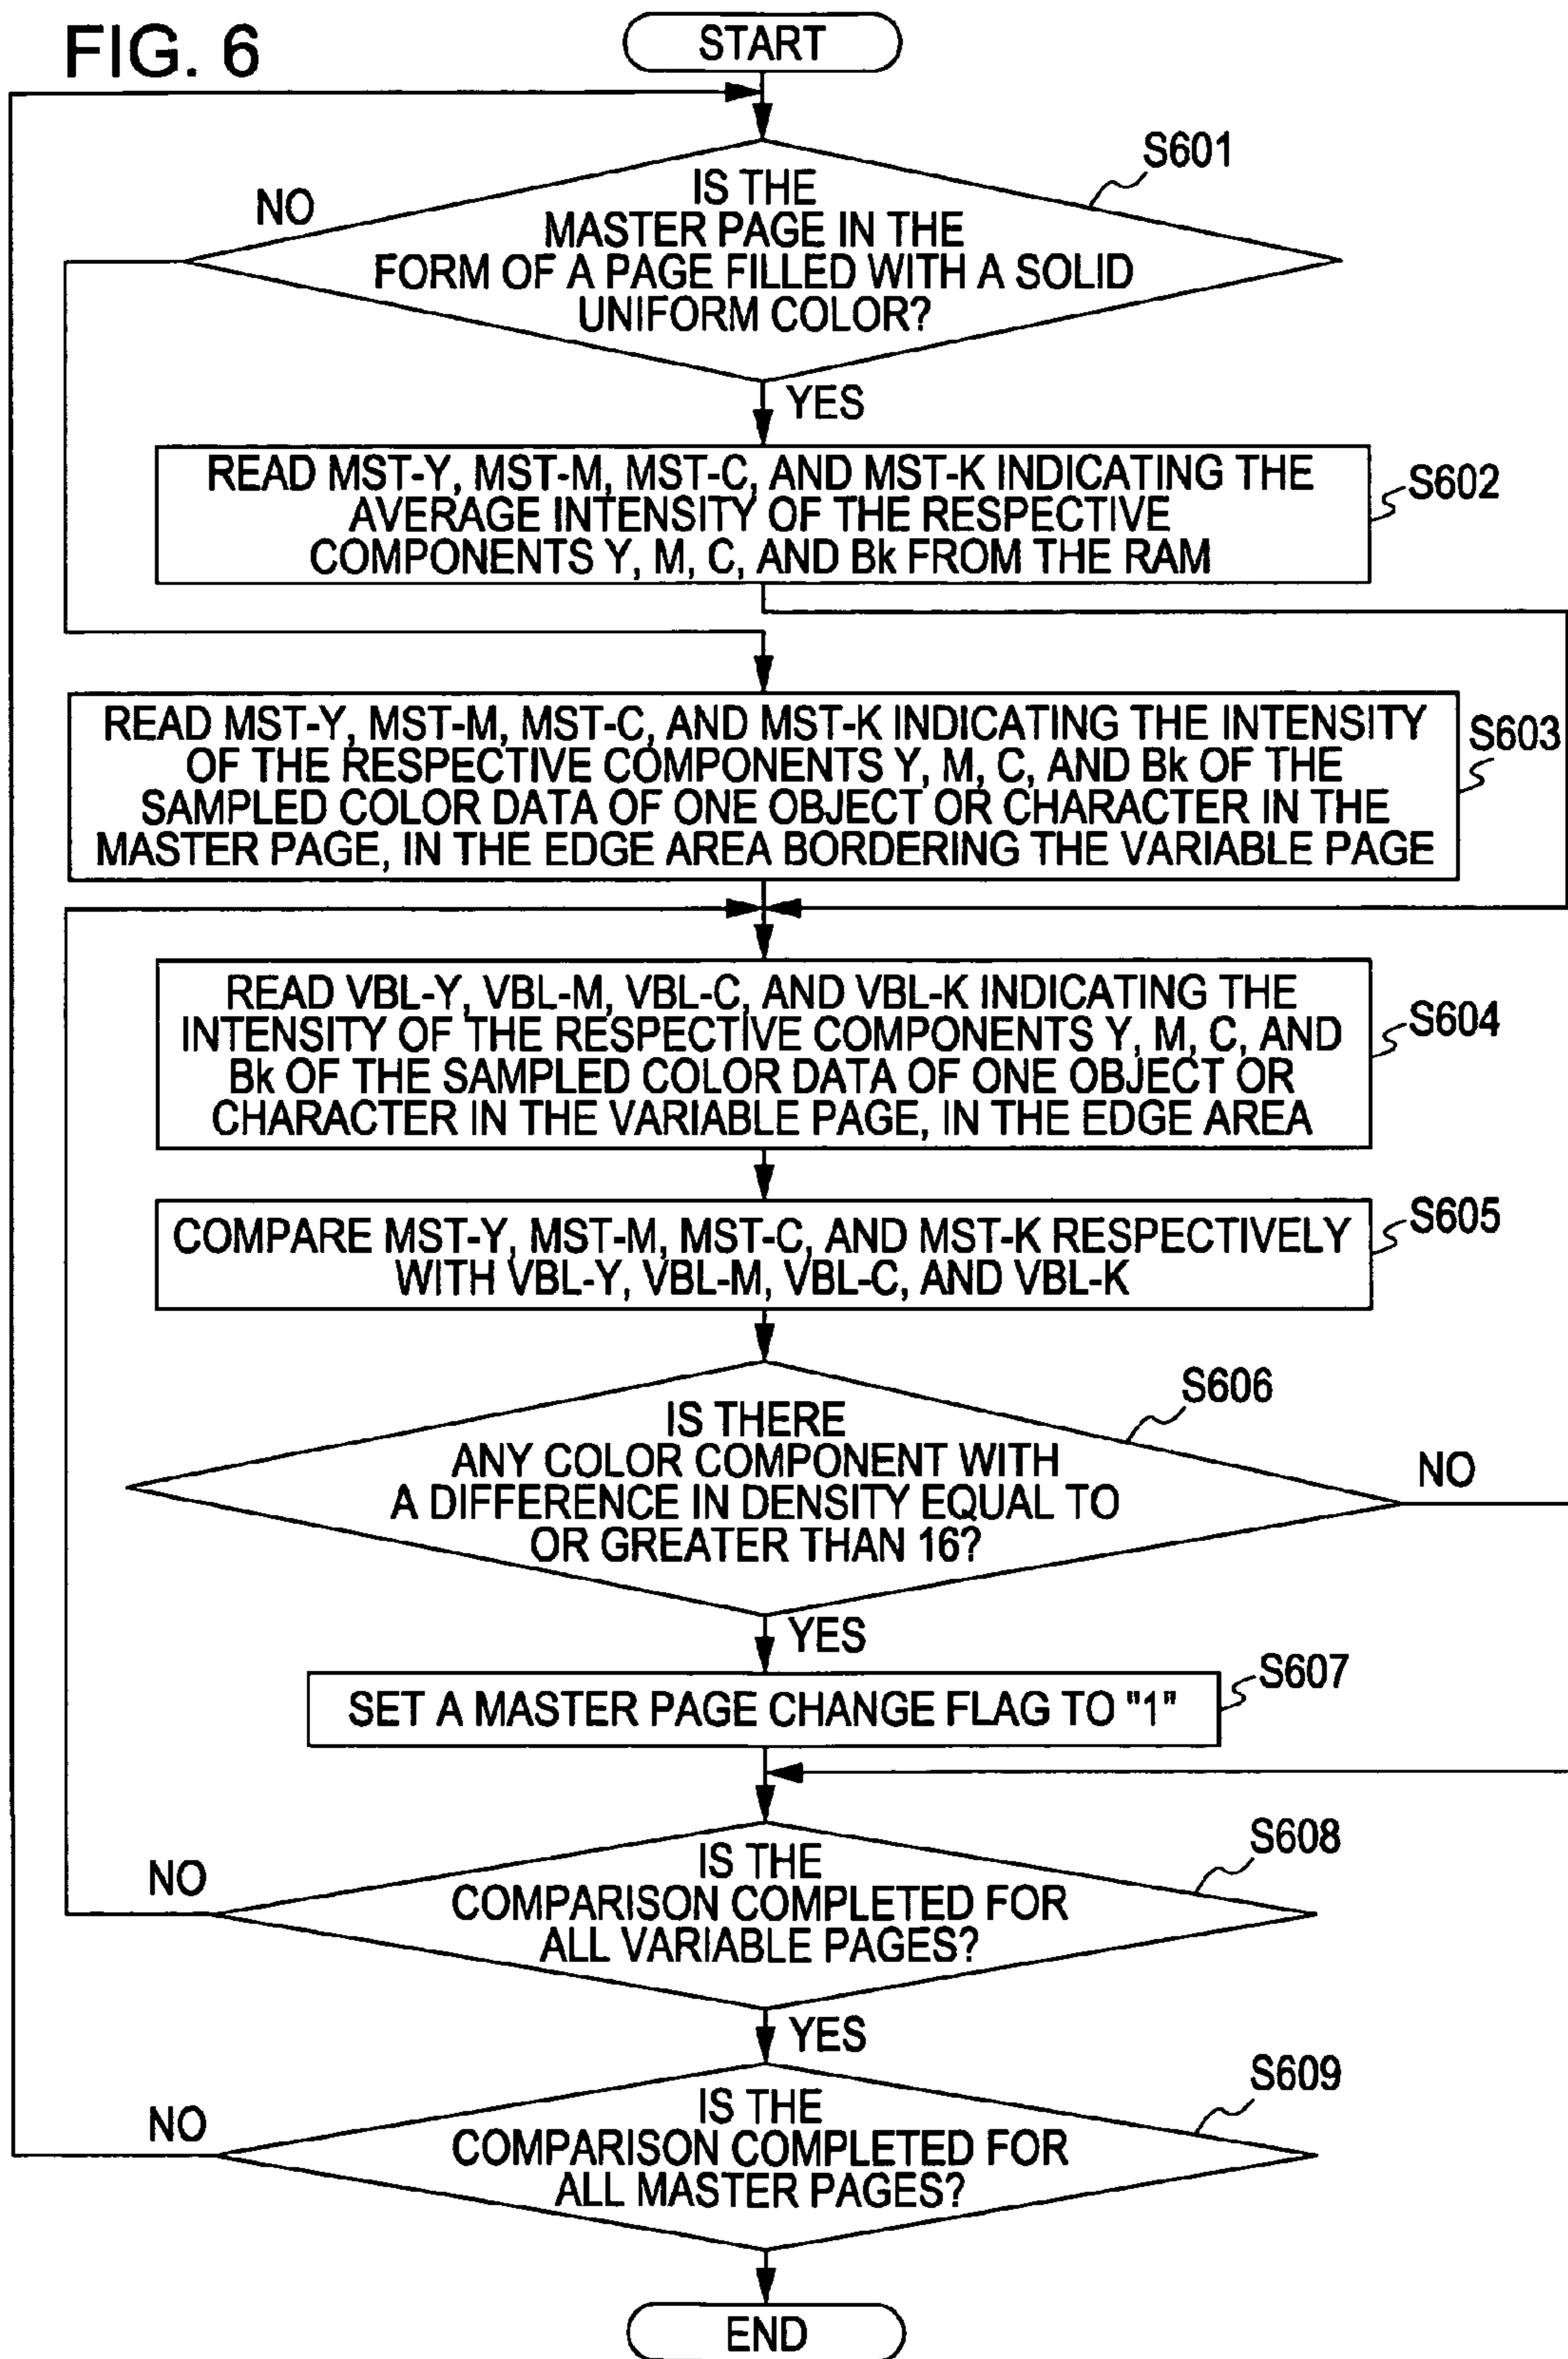 FIG. 6
START
S601
NO
IS THE
MASTER PAGE IN THE
FORM OF A PAGE FILLED WITH A SOLID
UNIFORM COLOR?
YES
READ MST-Y, MST-M, MST-C, AND MST-K INDICATING THE
AVERAGE INTENSITY OF THE RESPECTIVE
COMPONENTS Y, M, C, AND Bk FROM THE RAM
S602
READ MST-Y, MST-M, MST-C, AND MST-K INDICATING THE INTENSITY
OF THE RESPECTIVE COMPONENTS Y, M, C, AND Bk OF THE
SAMPLED COLOR DATA OF ONE OBJECT OR CHARACTER IN THE
MASTER PAGE, IN THE EDGE AREA BORDERING THE VARIABLE PAGE
S603
READ VBL-Y, VBL-M, VBL-C, AND VBL-K INDICATING THE
INTENSITY OF THE RESPECTIVE COMPONENTS Y, M, C, AND
Bk OF THE SAMPLED COLOR DATA OF ONE OBJECT OR
CHARACTER IN THE VARIABLE PAGE, IN THE EDGE AREA
S604
COMPARE MST-Y, MST-M, MST-C, AND MST-K RESPECTIVELY
WITH VBL-Y, VBL-M, VBL-C, AND VBL-K
S605
S606
IS THERE
ANY COLOR COMPONENT WITH
A DIFFERENCE IN DENSITY EQUAL TO
OR GREATER THAN 16?
NO
YES
SET A MASTER PAGE CHANGE FLAG TO "1"
S607
S608
NO
IS THE
COMPARISON COMPLETED FOR
ALL VARIABLE PAGES?
YES
S609
NO
IS THE
COMPARISON COMPLETED FOR
ALL MASTER PAGES?
END